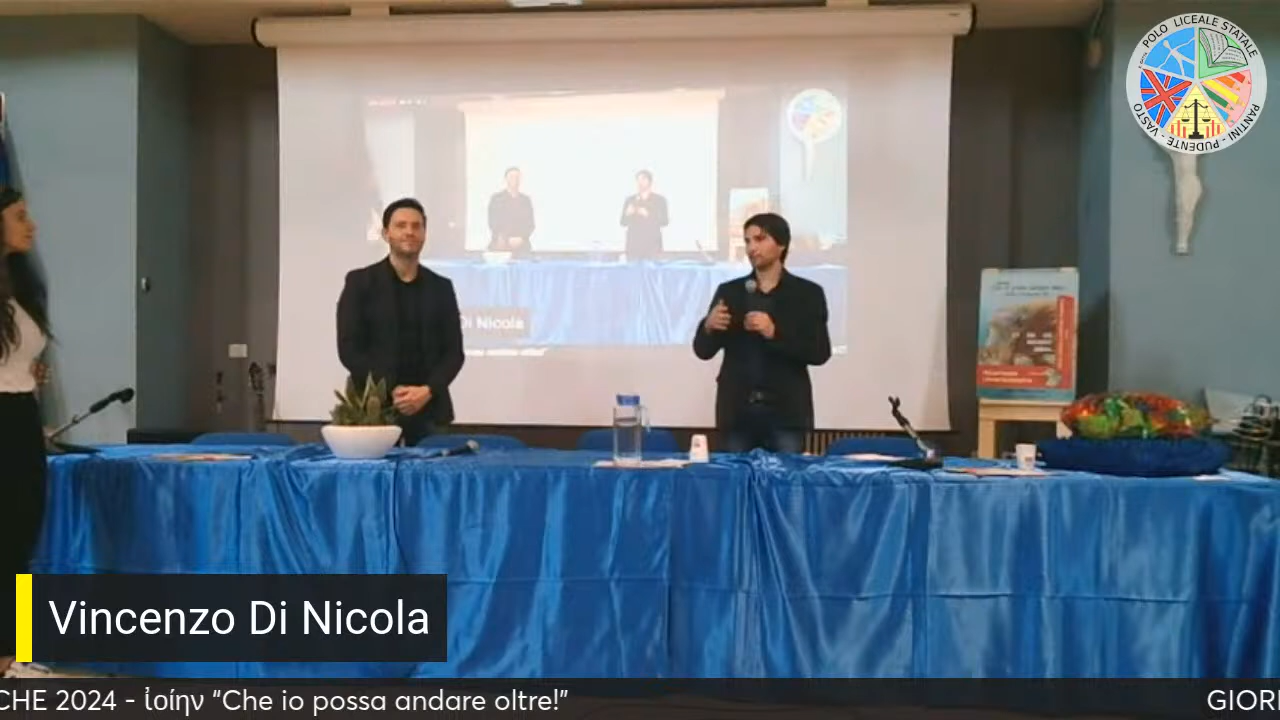 POLO LICEALE STATALE
PANTINI - PUDENTE - VASTO
Di Nicola
Vincenzo Di Nicola
CHE 2024 - ἰοίην “Che io possa andare oltre!”
GIOR